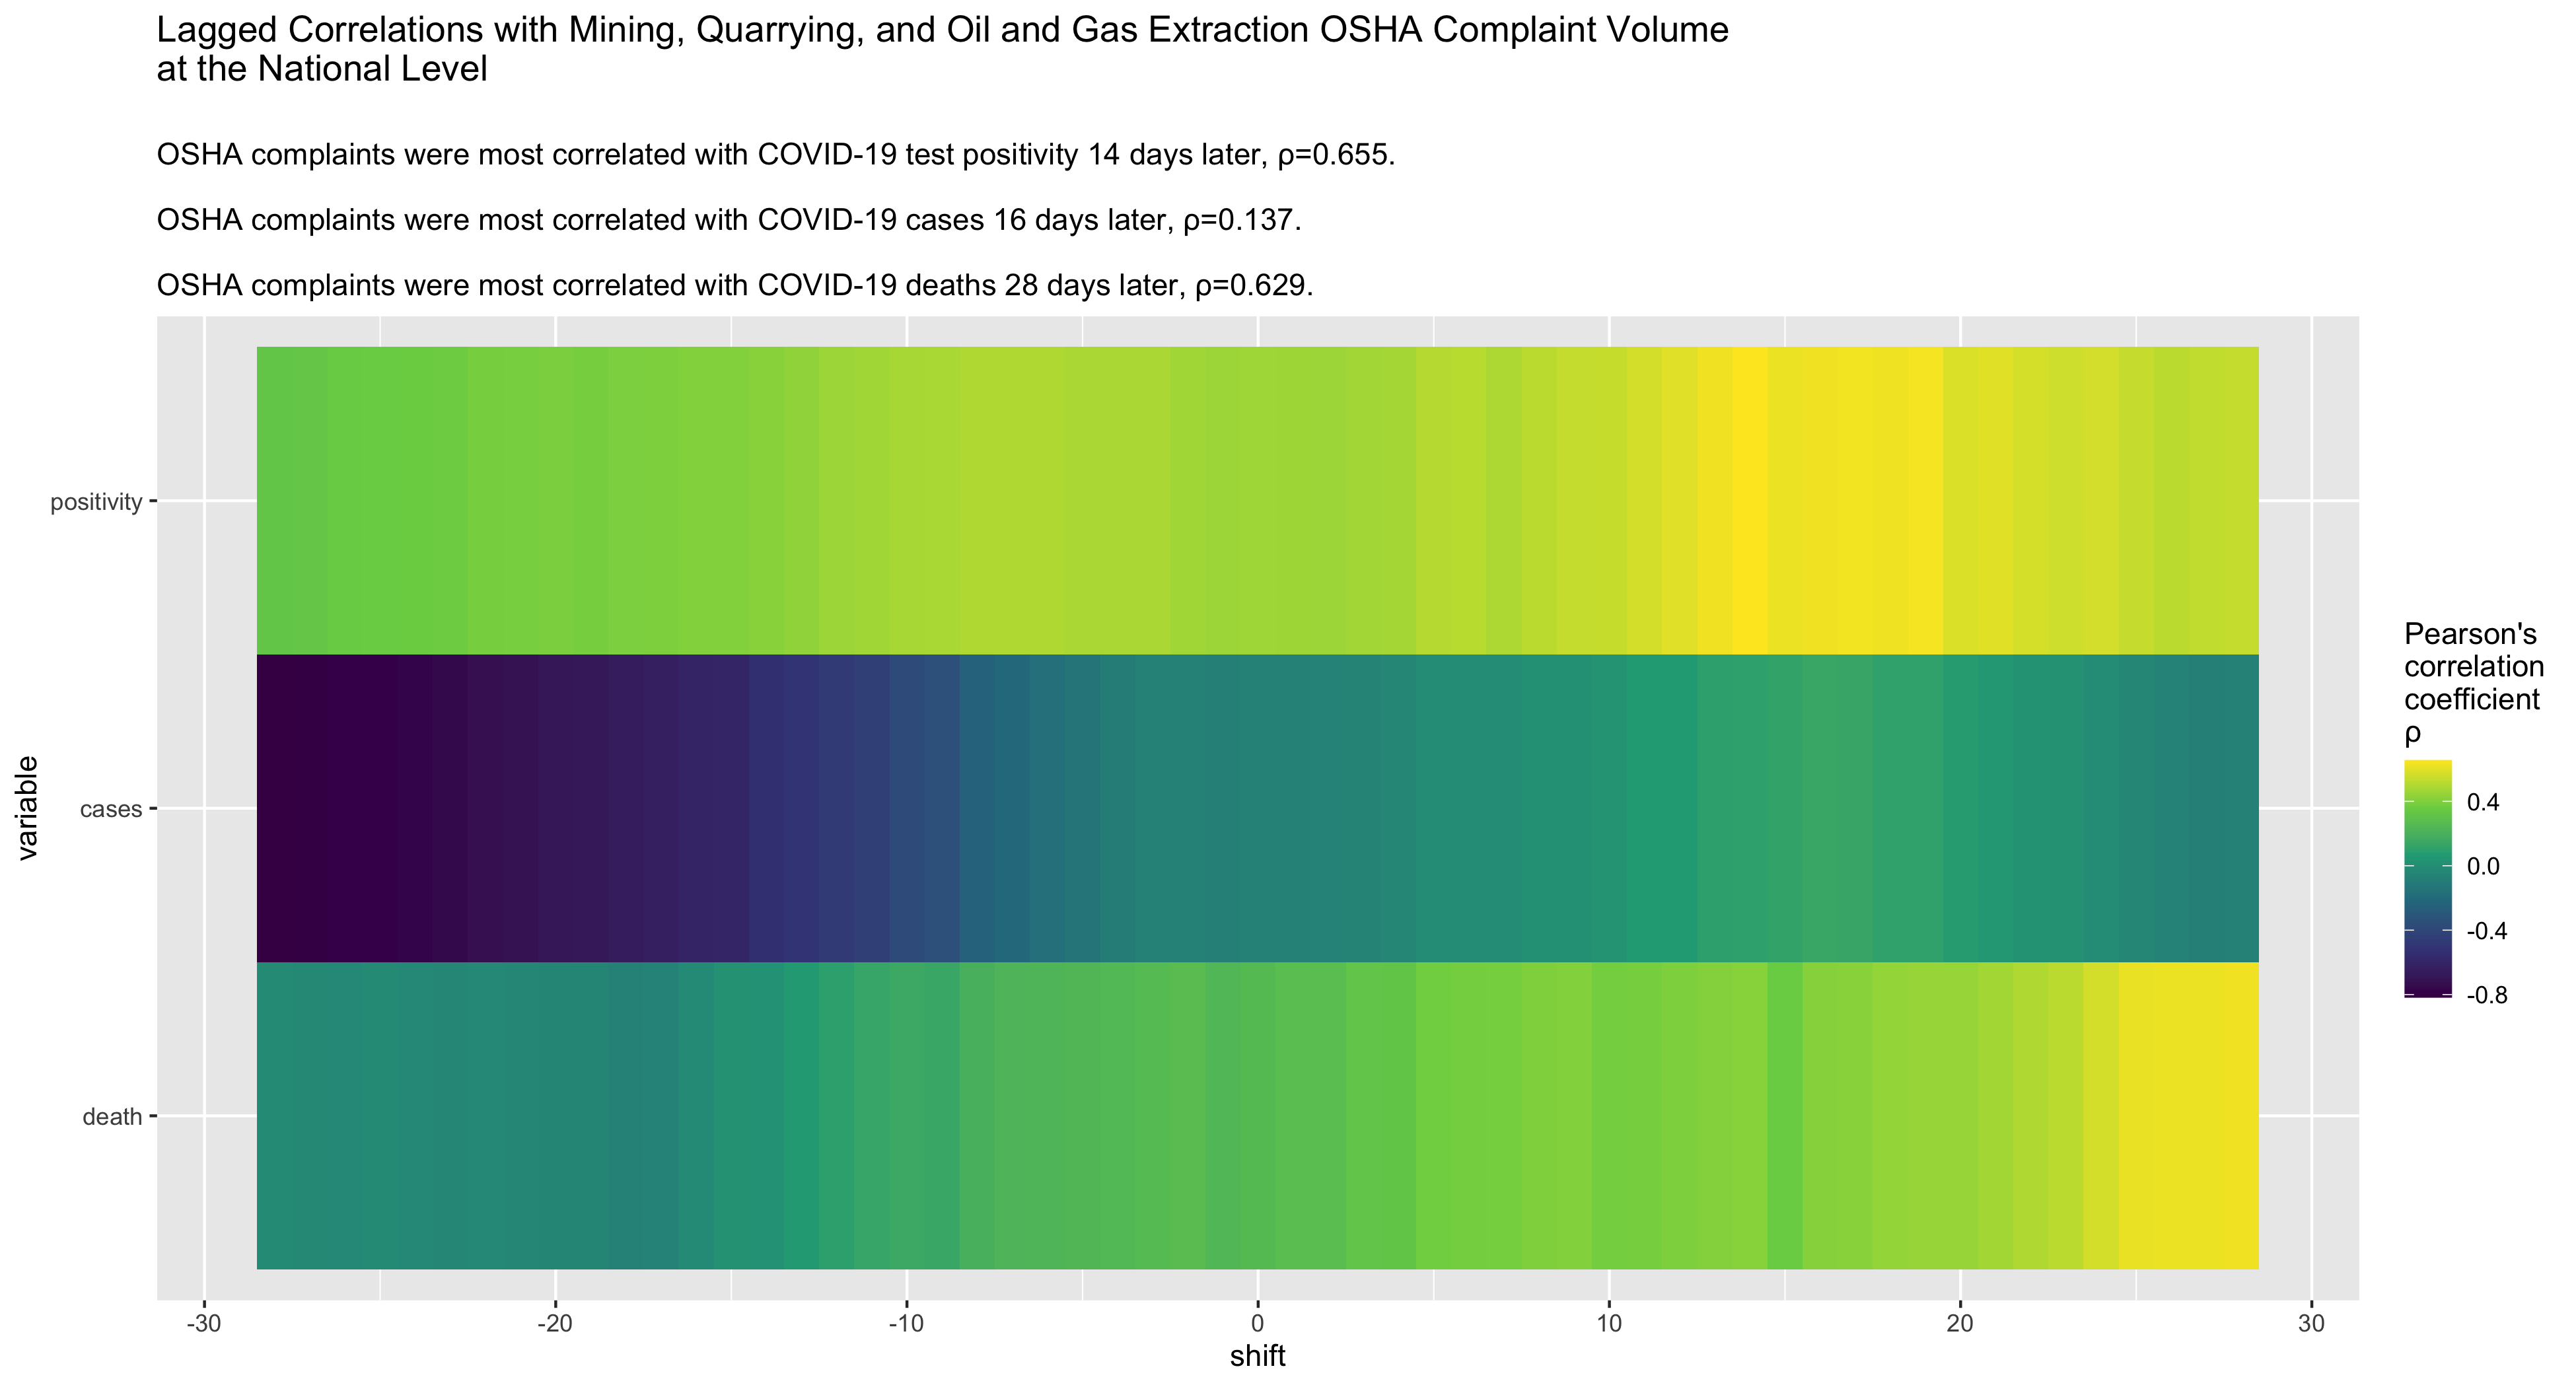 Lagged Correlations with Mining, Quarrying, and Oil and Gas Extraction OSHA Complaint Volume
at the National Level
OSHA complaints were most correlated with COVID-19 test positivity 14 days later, ρ=0.655.
OSHA complaints were most correlated with COVID-19 cases 16 days later, ρ=0.137.
OSHA complaints were most correlated with COVID-19 deaths 28 days later, ρ=0.629.
variable
positivity
cases
death
-30
-20
-10
0
10
20
30
shift
Pearson's
correlation
coefficient
ρ
0.4
0.0
-0.4
-0.8